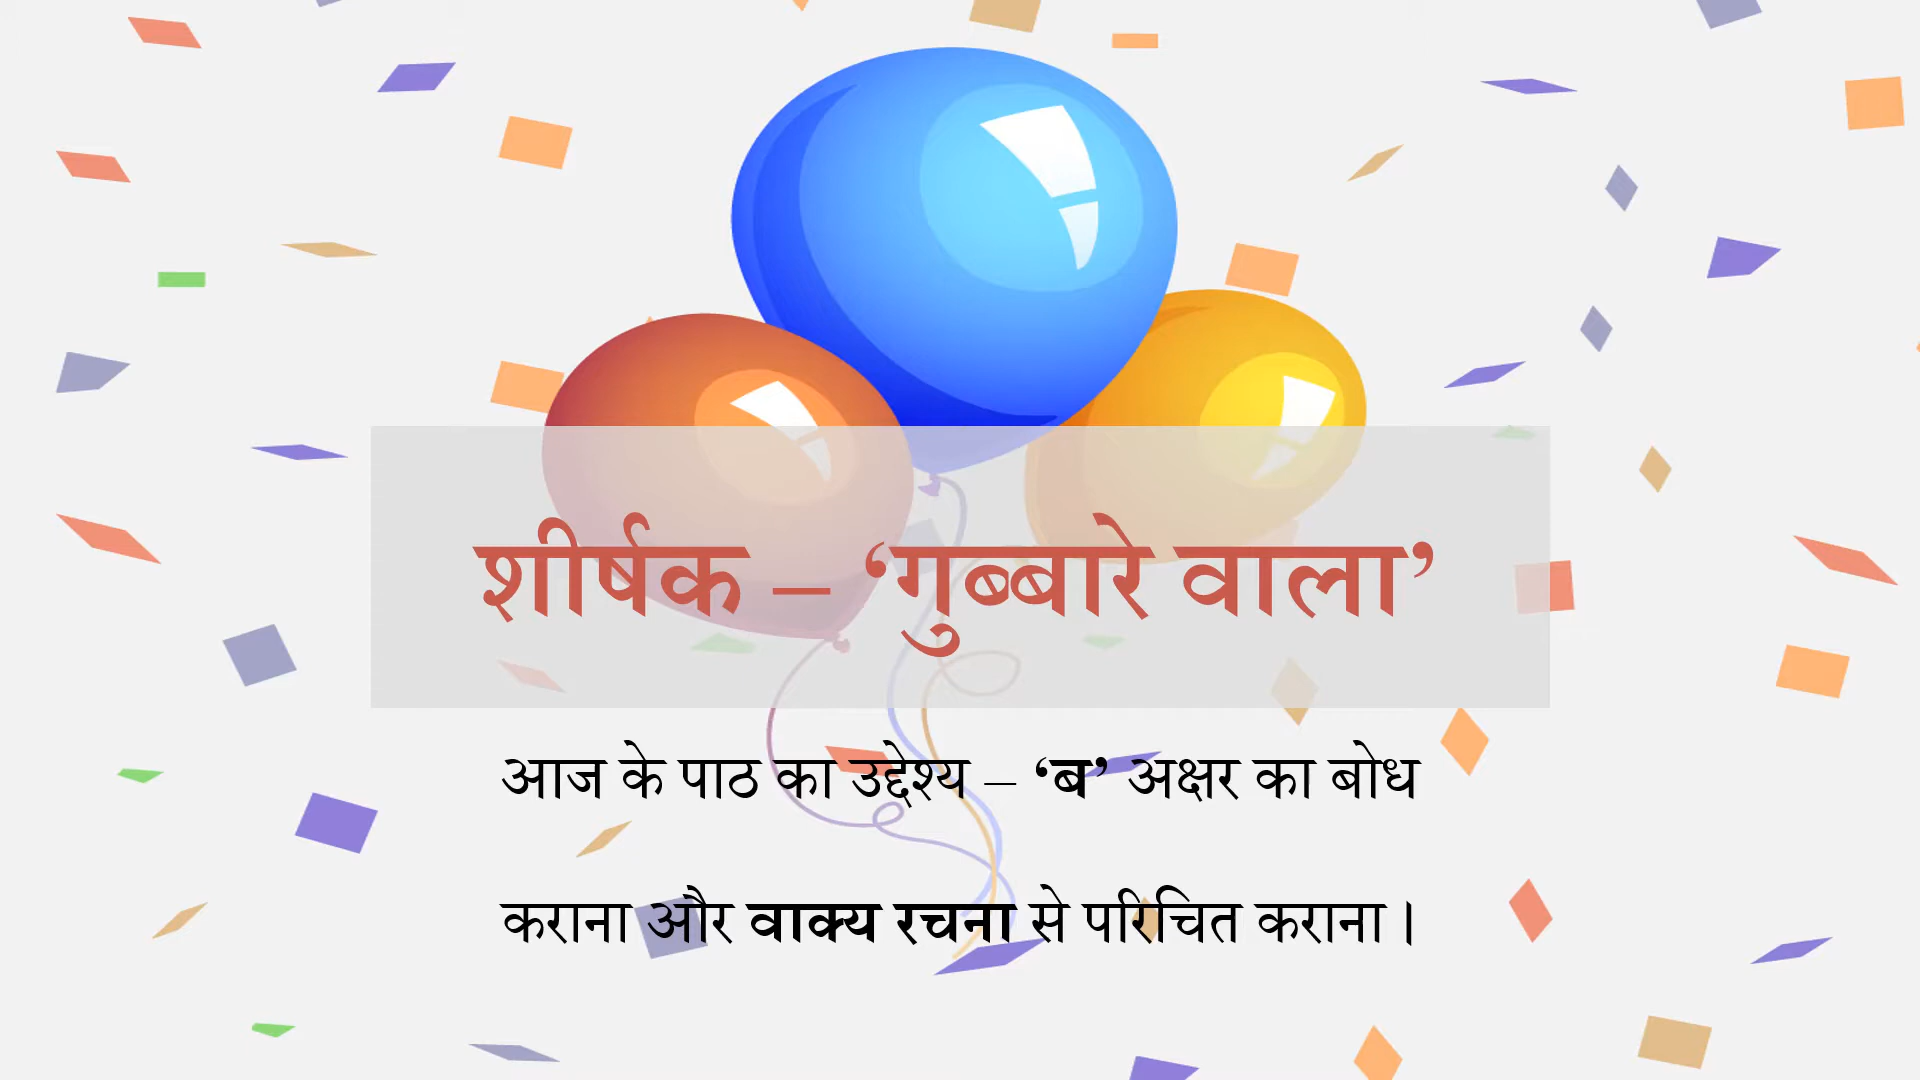 शीर्षक – ‘गुब्बारे वाला’
आज के पाठ का उद्देश्य – ‘ब’ अक्षर का बोध
कराना और वाक्य रचना से परिचित कराना।